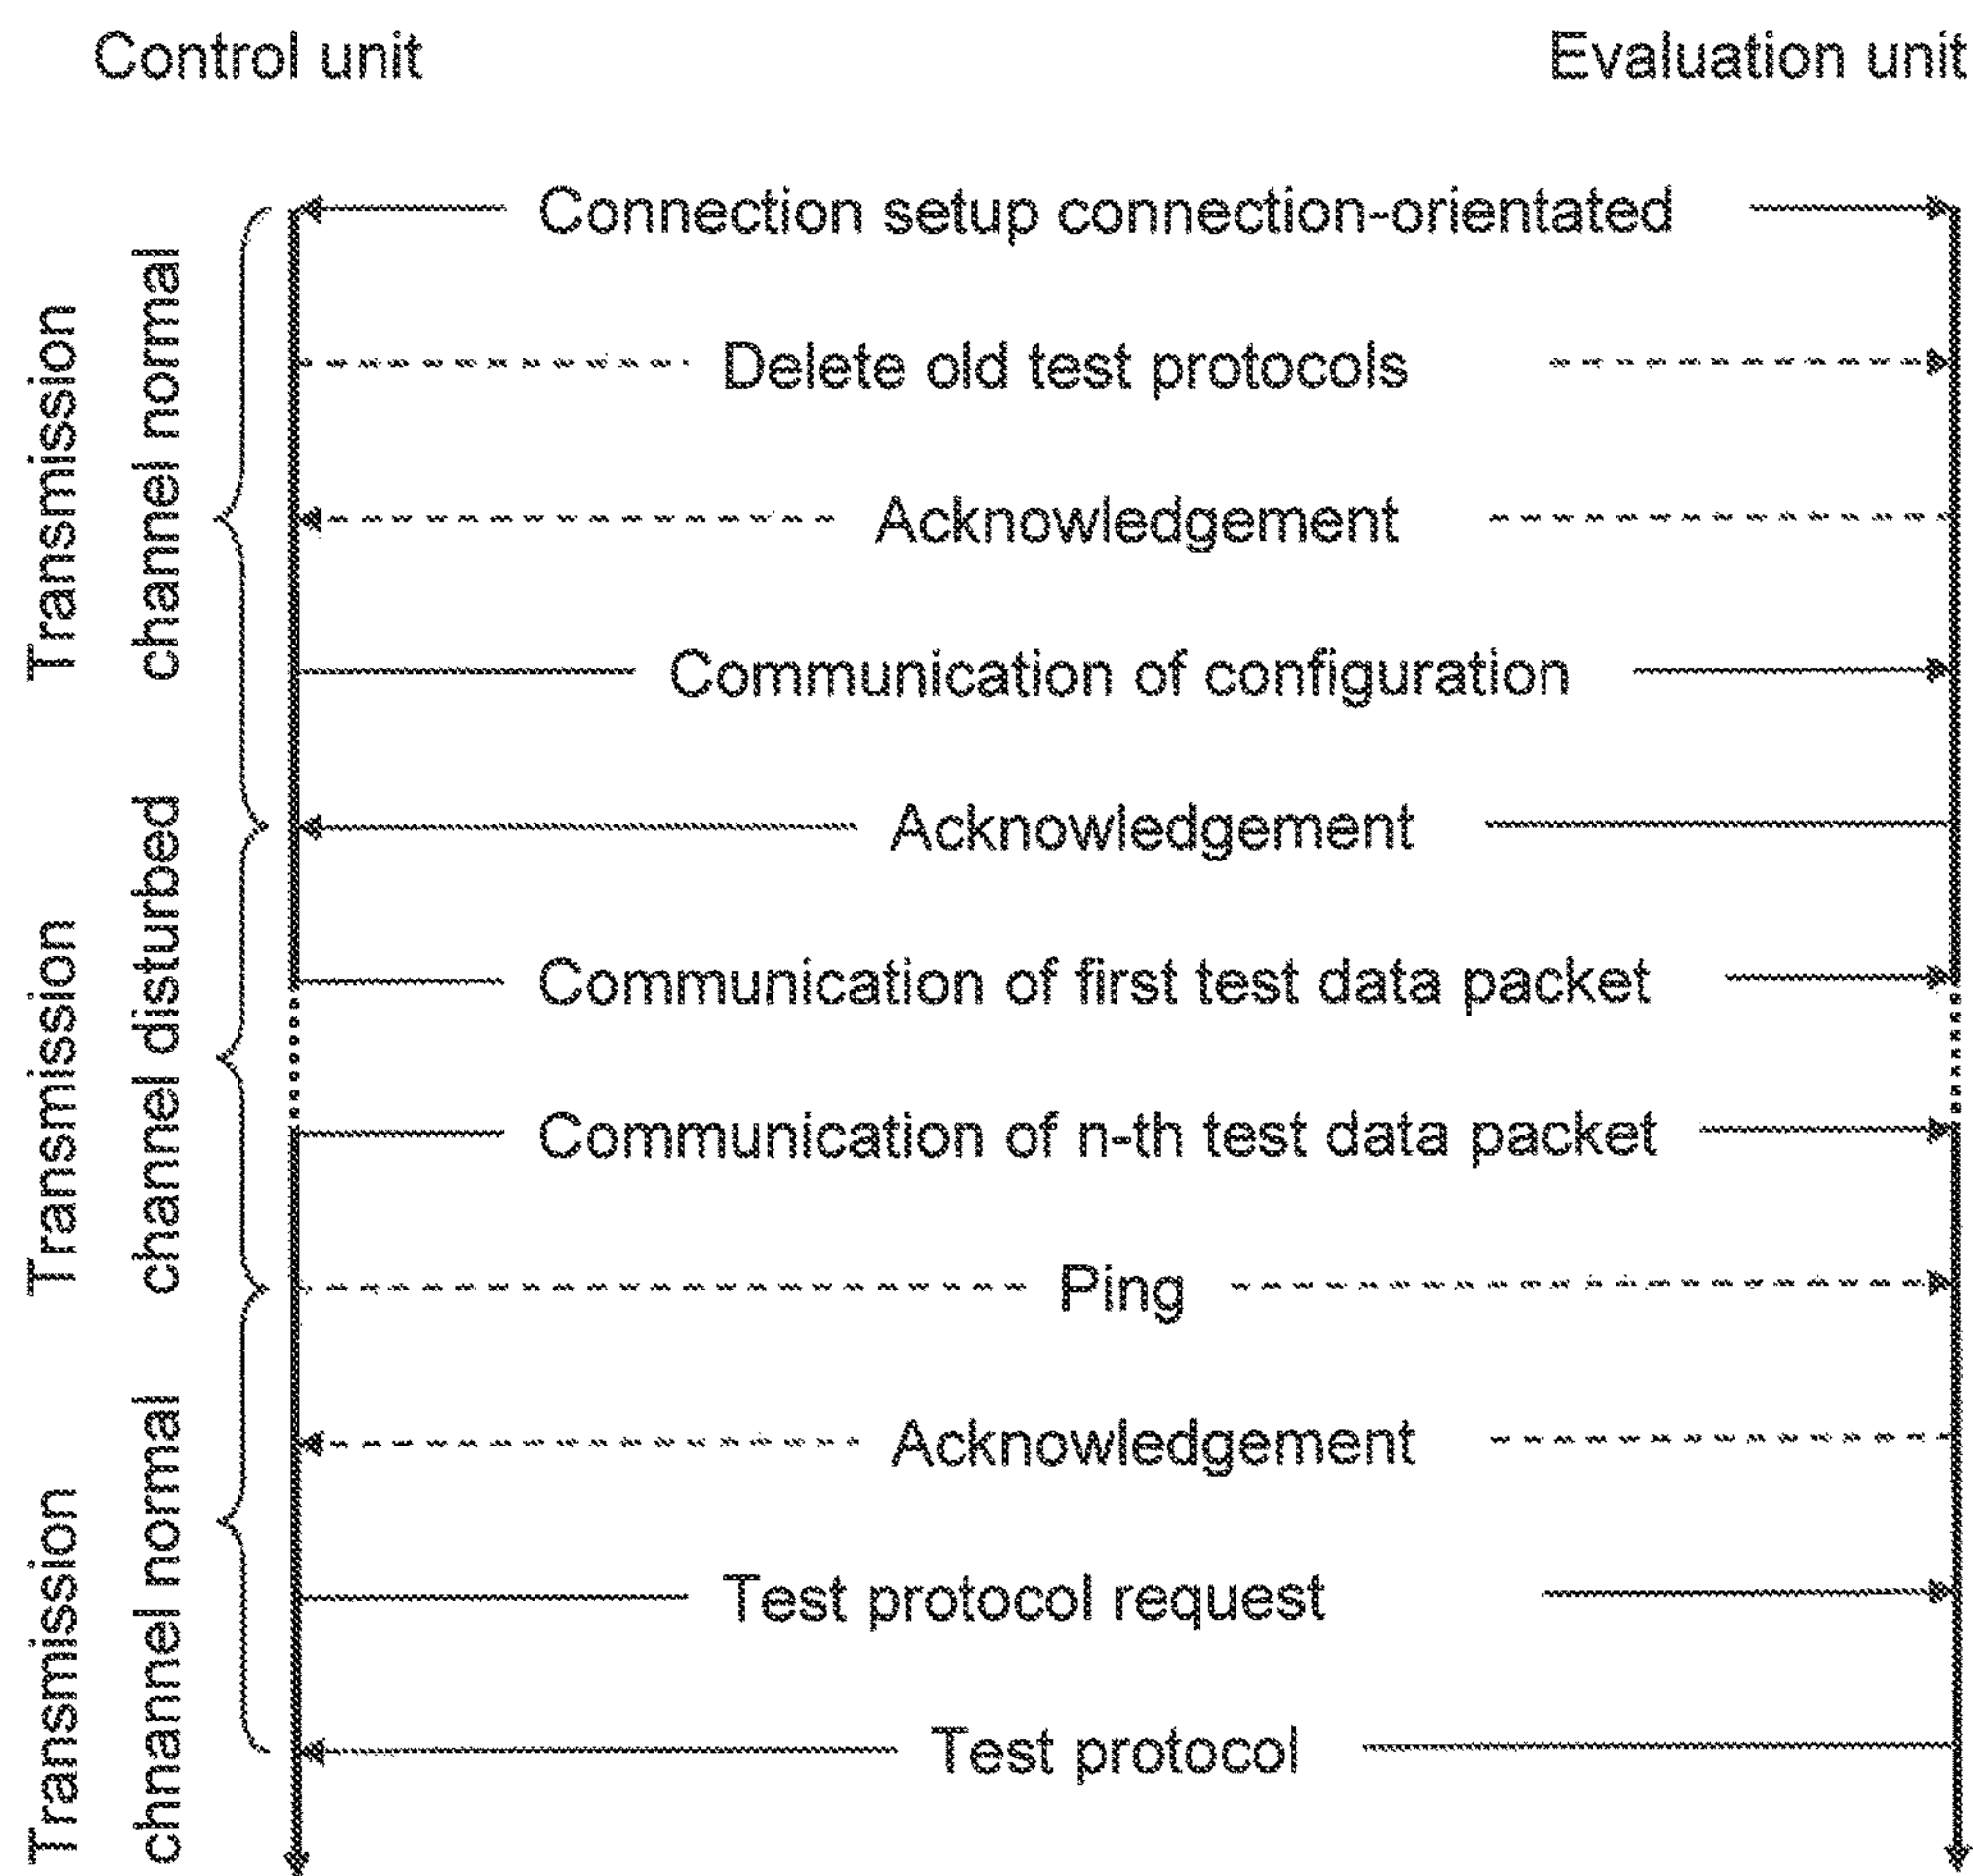 Control unit
Evaluation unit
Transmission
channel normal
Connection setup connection-orientated
Delete old test protocols
Acknowledgement
Communication of configuration
Acknowledgement
Transmission
channel disturbed
Communication of first test data packet
Communication of n-th test data packet
Ping
Transmission
channel normal
Acknowledgement
Test protocol request
Test protocol